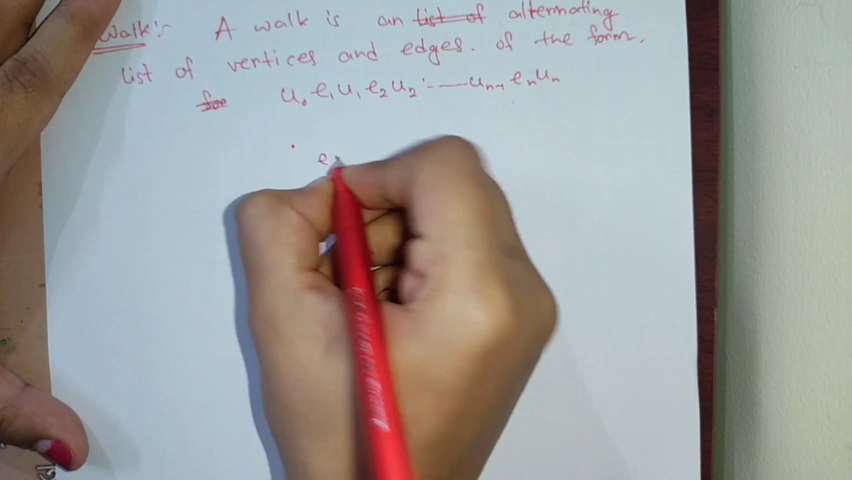 Walk:- A walk is an list of alternating
list of vertices and edges. of the form.
for u₀ e₁ u₁ e₂ u₂ ---- uₙ₋₁ eₙ uₙ
e